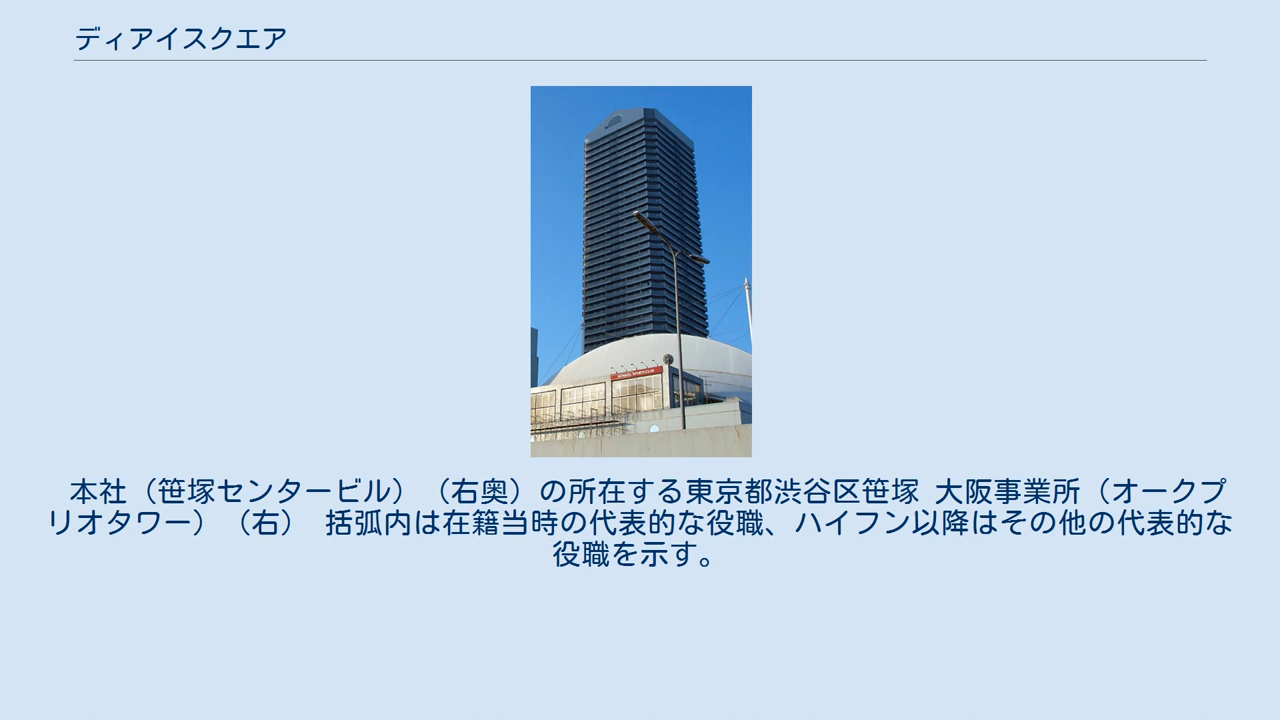 ディアイスクエア
本社（笹塚センタービル）（右奥）の所在する東京都渋谷区笹塚 大阪事業所（オークプ
リオタワー）（右） 括弧内は在籍当時の代表的な役職、ハイフン以降はその他の代表的な
役職を示す。